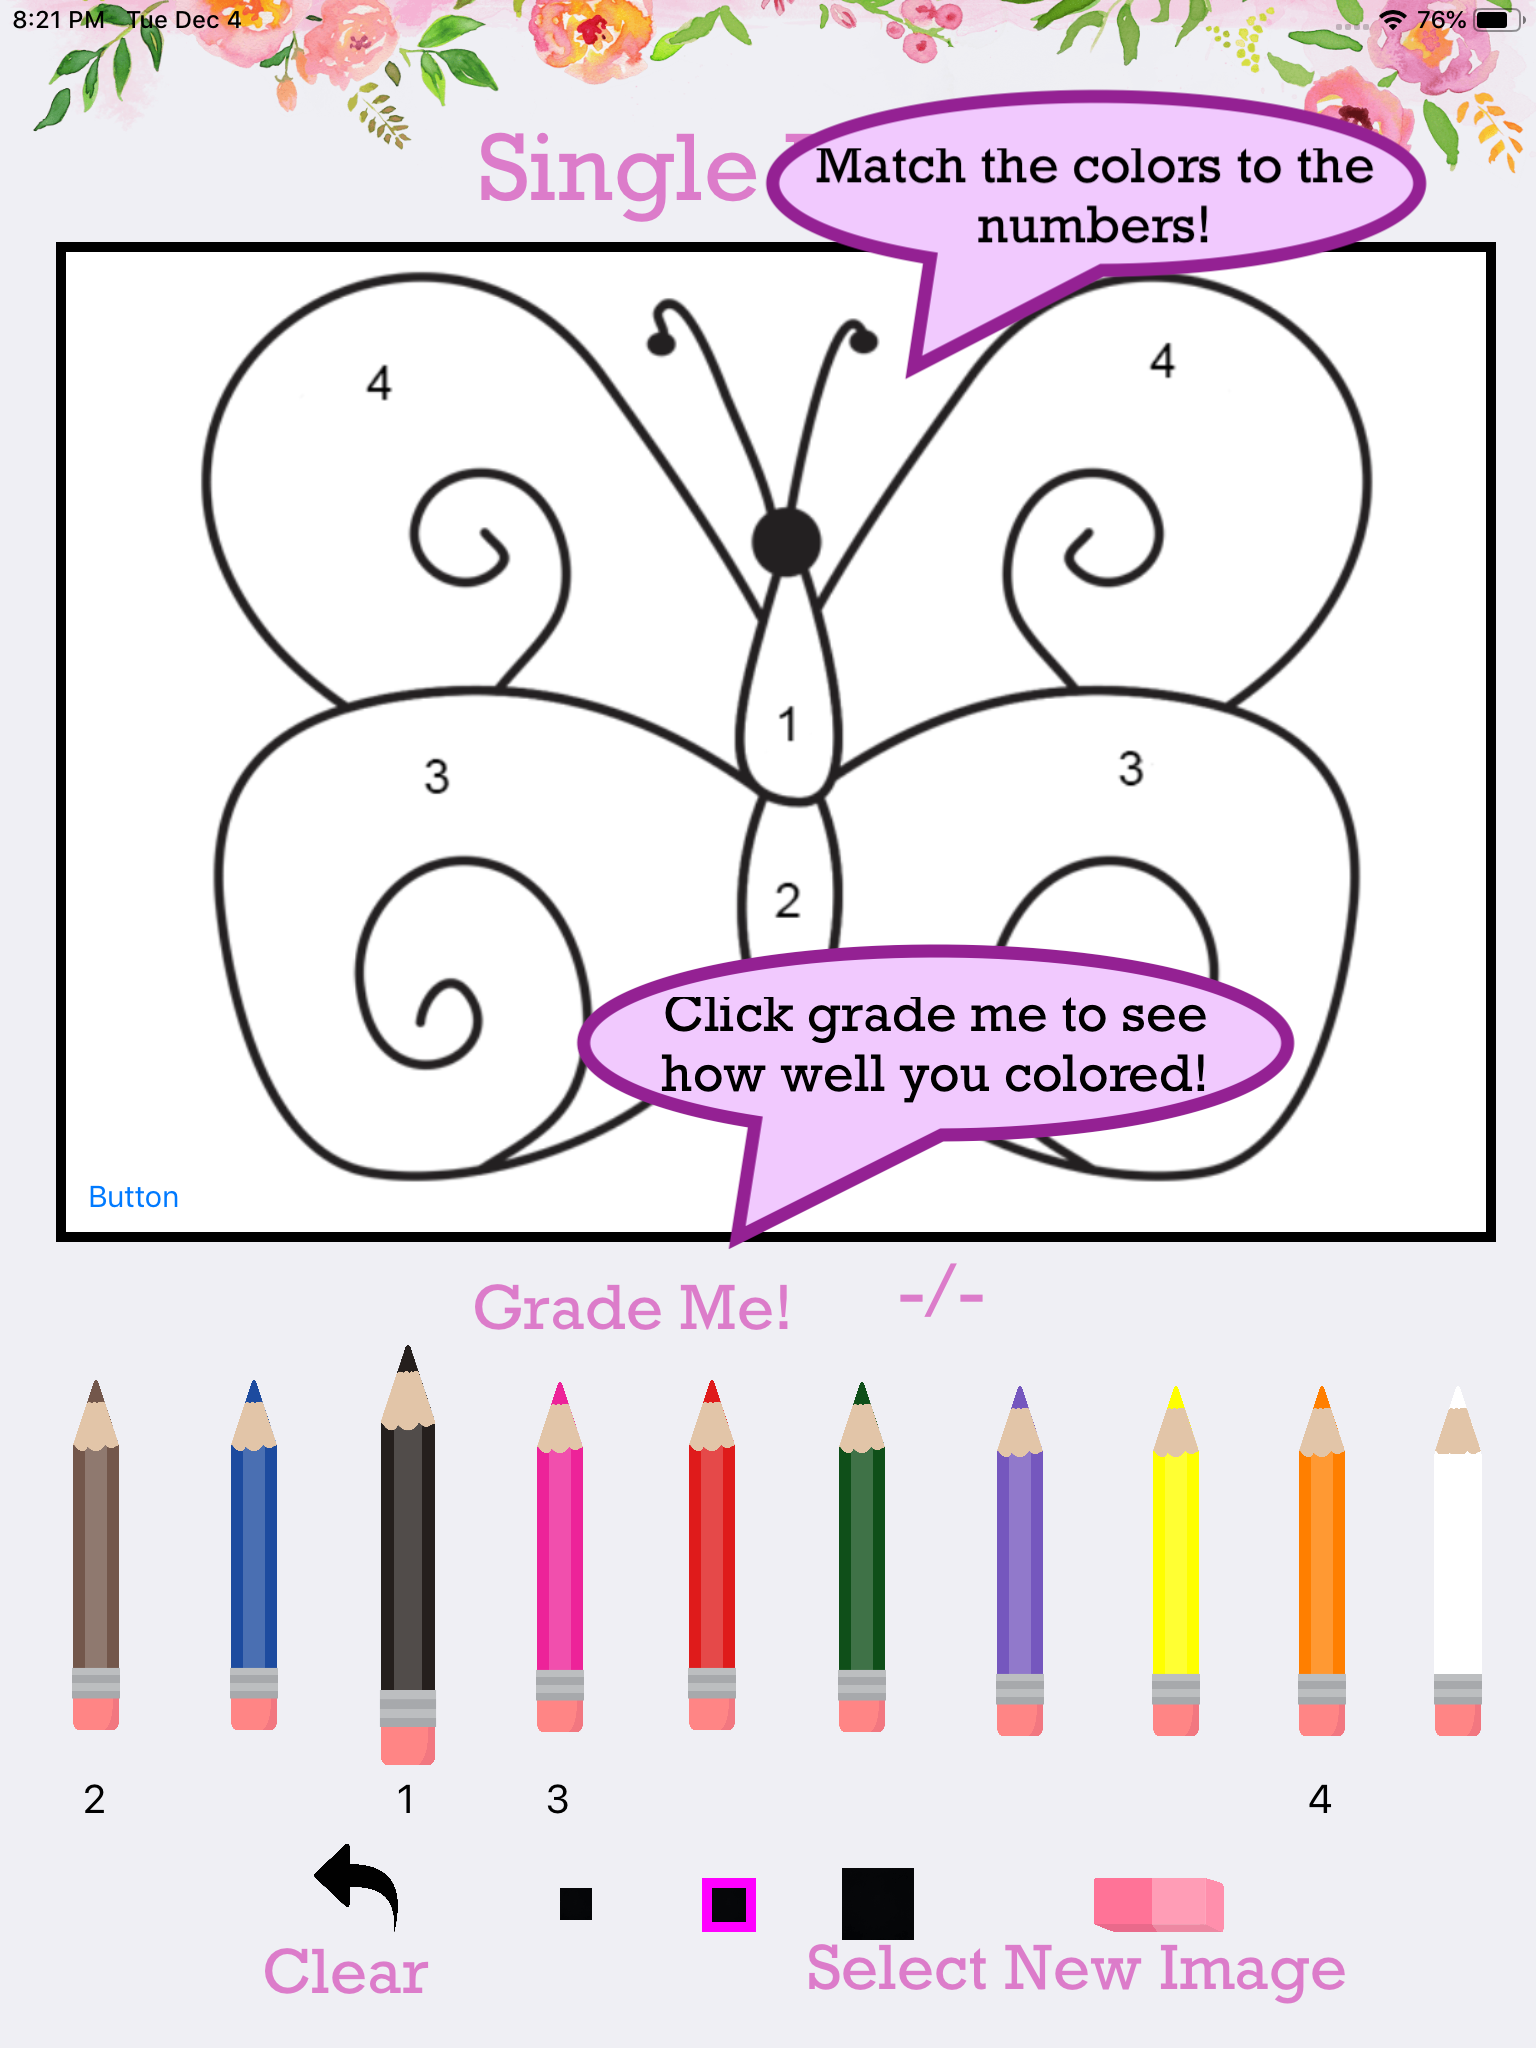 8:21 PM Tue Dec 4
76%
Single
Match the colors to the
numbers!
4
4
1
3
3
2
Click grade me to see
how well you colored!
Button
Grade Me!
-/-
2
1
3
4
Clear
Select New Image